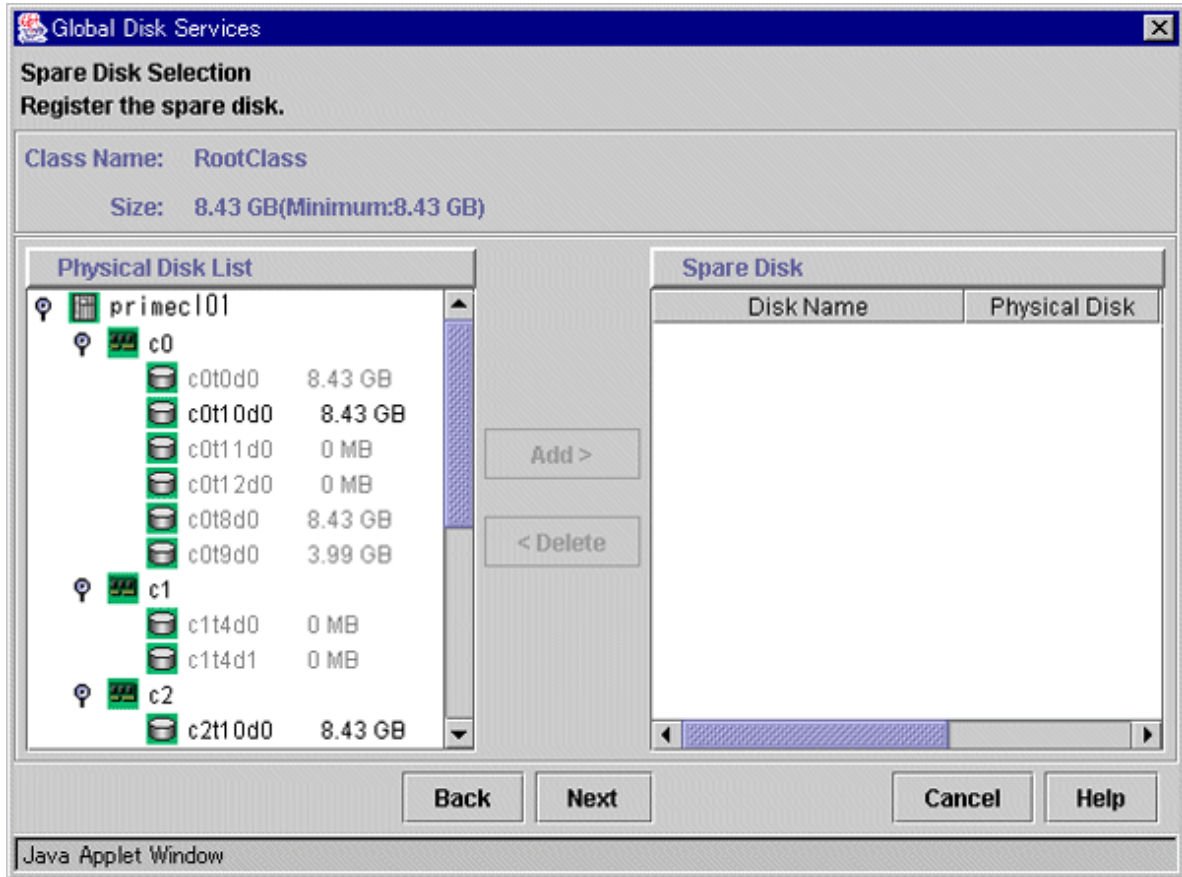 Global Disk Services
Spare Disk Selection
Register the spare disk.
Class Name: RootClass
Size: 8.43 GB(Minimum:8.43 GB)
Physical Disk List
primecl01
c0
c0t0d0 8.43 GB
c0t10d0 8.43 GB
c0t11d0 0 MB
c0t12d0 0 MB
c0t8d0 8.43 GB
c0t9d0 3.99 GB
c1
c1t4d0 0 MB
c1t4d1 0 MB
c2
c2t10d0 8.43 GB
Add >
< Delete
Spare Disk
Disk Name Physical Disk
Back Next Cancel Help
Java Applet Window